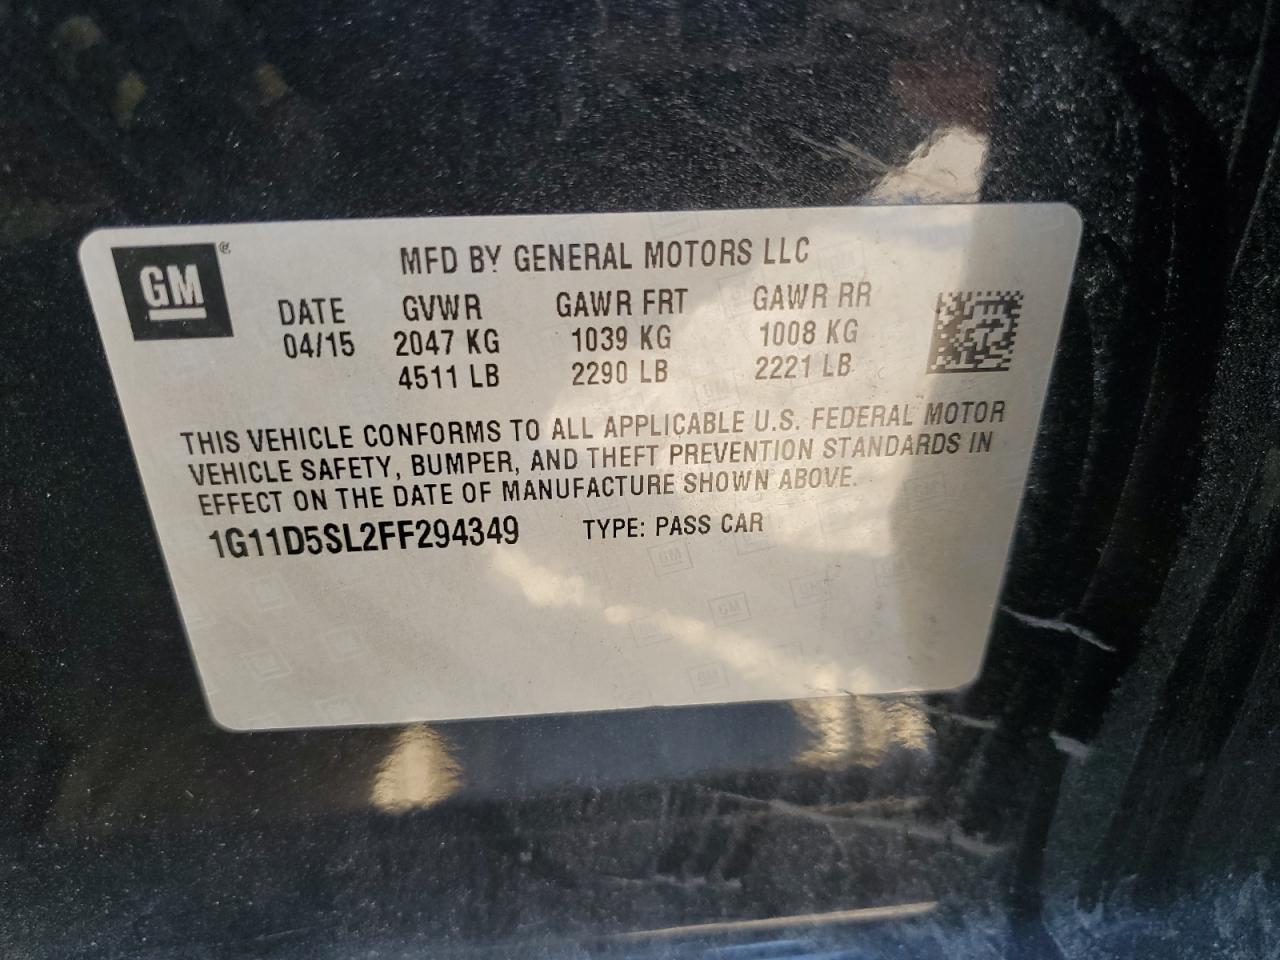 GM®
MFD BY GENERAL MOTORS LLC
DATE GVWR GAWR FRT GAWR RR
04/15 2047 KG 1039 KG 1008 KG
4511 LB 2290 LB 2221 LB
THIS VEHICLE CONFORMS TO ALL APPLICABLE U.S. FEDERAL MOTOR
VEHICLE SAFETY, BUMPER, AND THEFT PREVENTION STANDARDS IN
EFFECT ON THE DATE OF MANUFACTURE SHOWN ABOVE.
1G11D5SL2FF294349 TYPE: PASS CAR